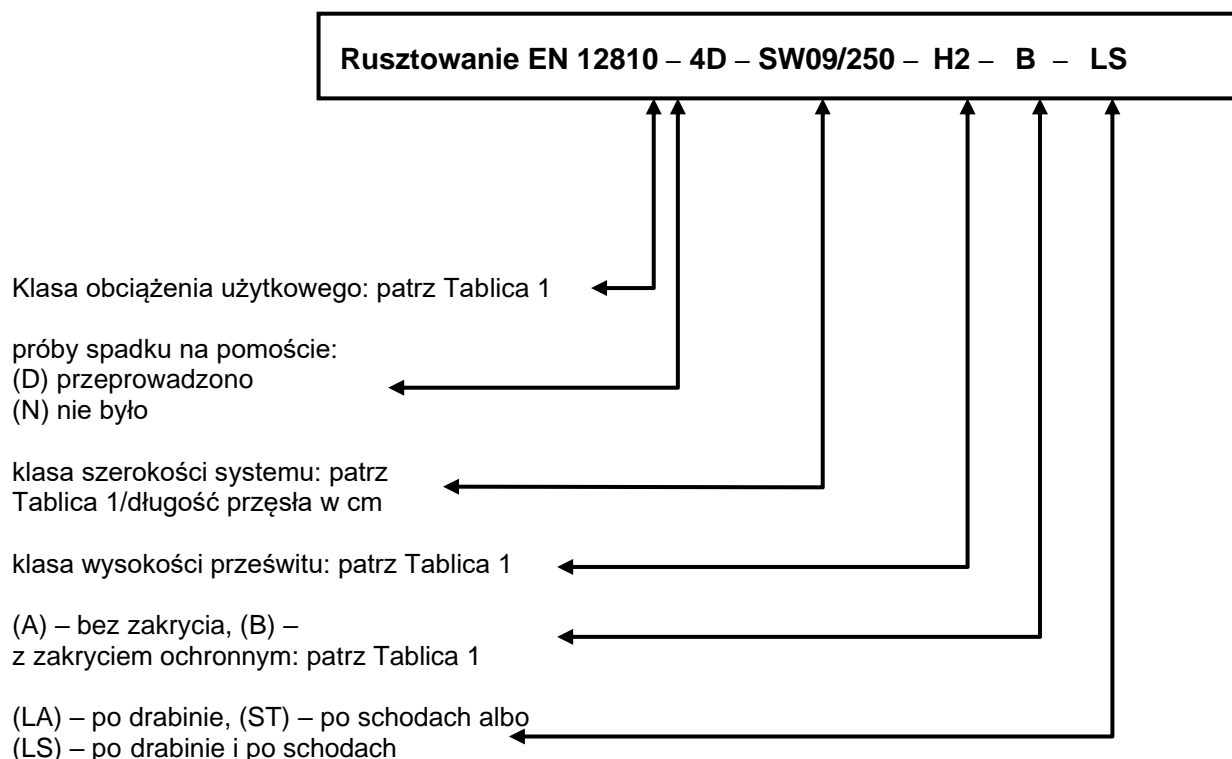 Rusztowanie EN 12810 – 4D – SW09/250 – H2 – B – LS
Klasa obciążenia użytkowego: patrz Tablica 1
próby spadku na pomoście:
(D) przeprowadzono
(N) nie było
klasa szerokości systemu: patrz
Tablica 1/długość przęsła w cm
klasa wysokości prześwitu: patrz Tablica 1
(A) – bez zakrycia, (B) –
z zakryciem ochronnym: patrz Tablica 1
(LA) – po drabinie, (ST) – po schodach albo
(LS) – po drabinie i po schodach